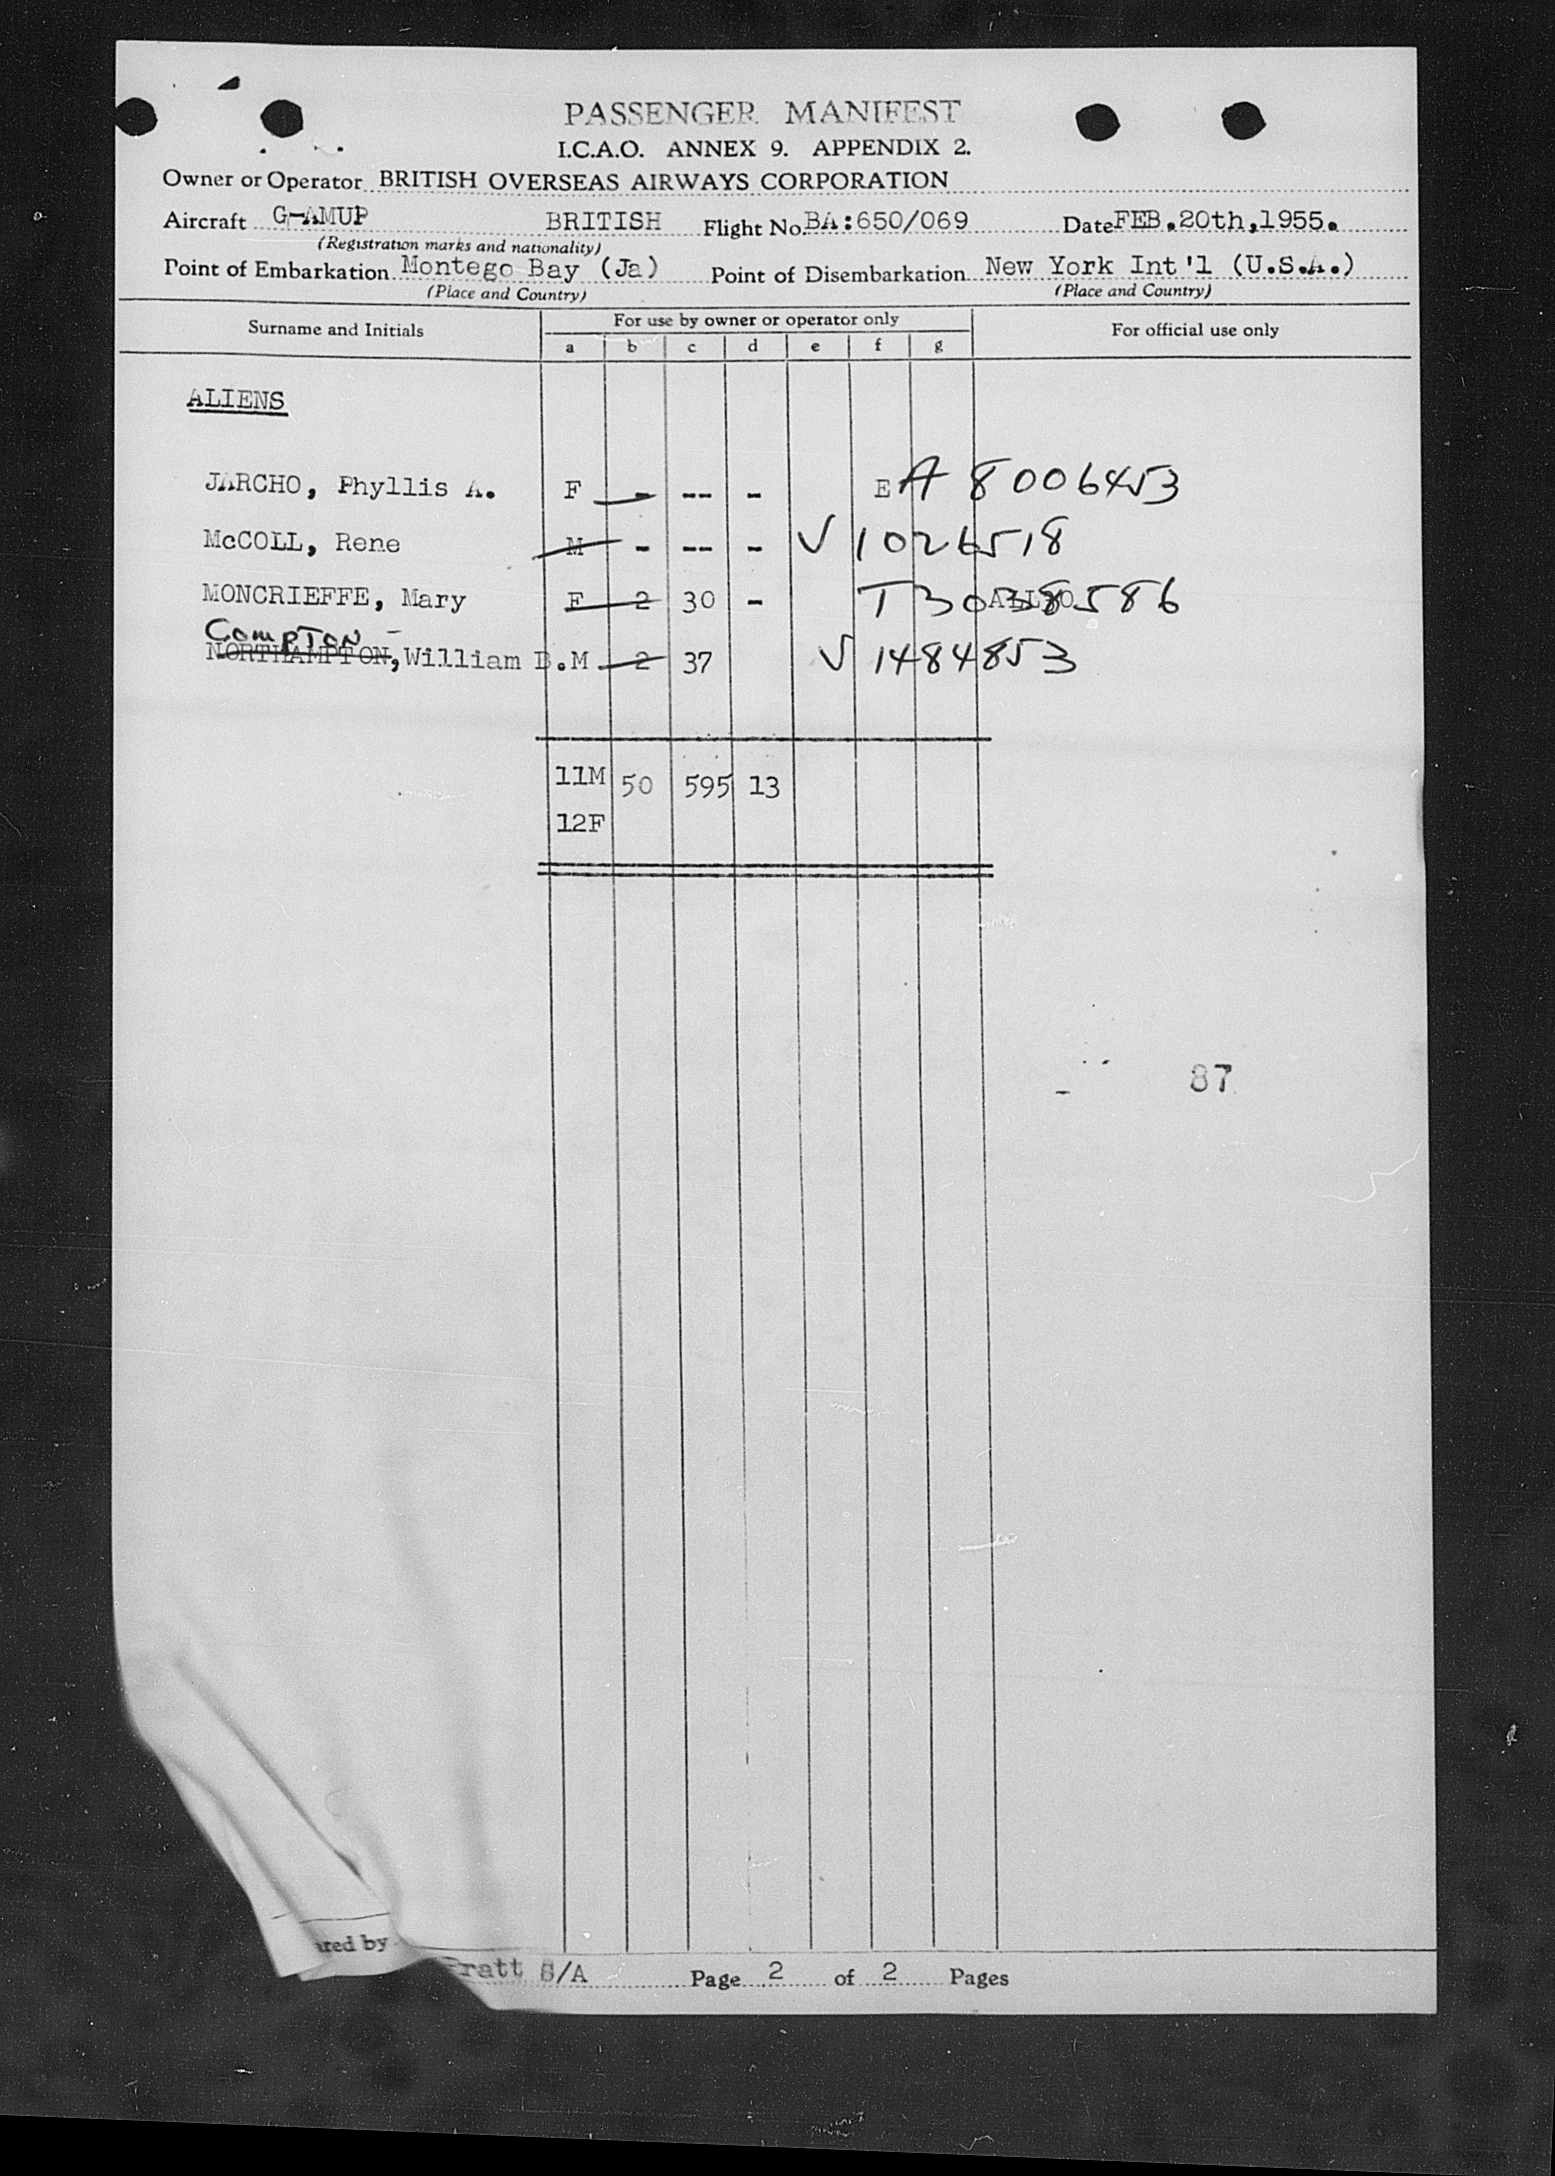 PASSENGER MANIFEST
I.C.A.O. ANNEX 9. APPENDIX 2.
Owner or Operator BRITISH OVERSEAS AIRWAYS CORPORATION
Aircraft G-AMUP BRITISH Flight No. BA:650/069 Date FEB.20th,1955.
(Registration marks and nationality)
Point of Embarkation Montego Bay (Ja) Point of Disembarkation New York Int'l (U.S.A.)
(Place and Country) (Place and Country)
Surname and Initials For use by owner or operator only For official use only
a b c d e f g
ALIENS
JARCHO, Phyllis A. F - -- - E A 8006453
McCOLL, Rene M - -- - V 1026518
MONCRIEFFE, Mary F 2 30 - T 3038586
COMPTON
NORTHAMPTON, William B. M 2 37 V 1484853
11M 50 595 13
12F
87
ared by
Pratt S/A Page 2 of 2 Pages